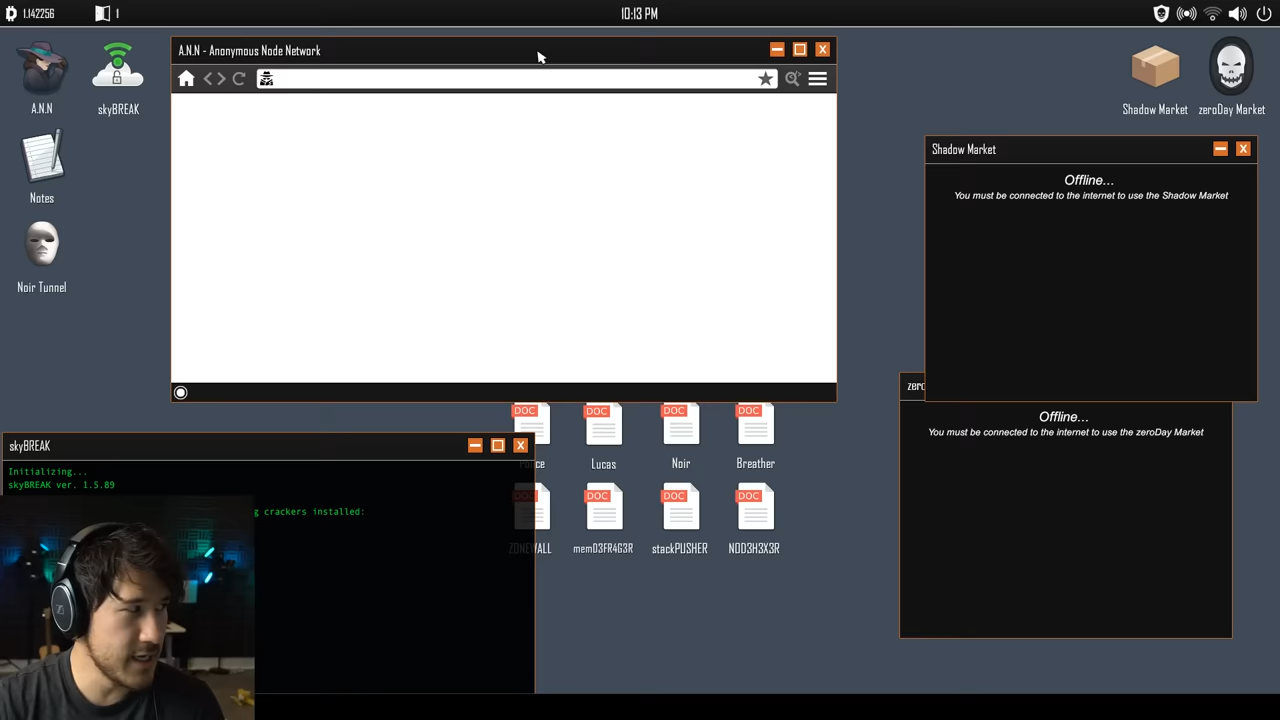 1.142256
1
10:13 PM
A.N.N
skyBREAK
Notes
Noir Tunnel
A.N.N - Anonymous Node Network
Shadow Market
zeroDay Market
Shadow Market
Offline...
You must be connected to the internet to use the Shadow Market
Offline...
You must be connected to the internet to use the zeroDay Market
DOC
DOC
DOC
DOC
Lucas
Noir
Breather
DOC
DOC
DOC
DOC
ZONEWALL
memD3FR4G3R
stackPUSHER
NOD3H3X3R
skyBREAK
Initializing...
skyBREAK ver. 1.5.89
crackers installed: